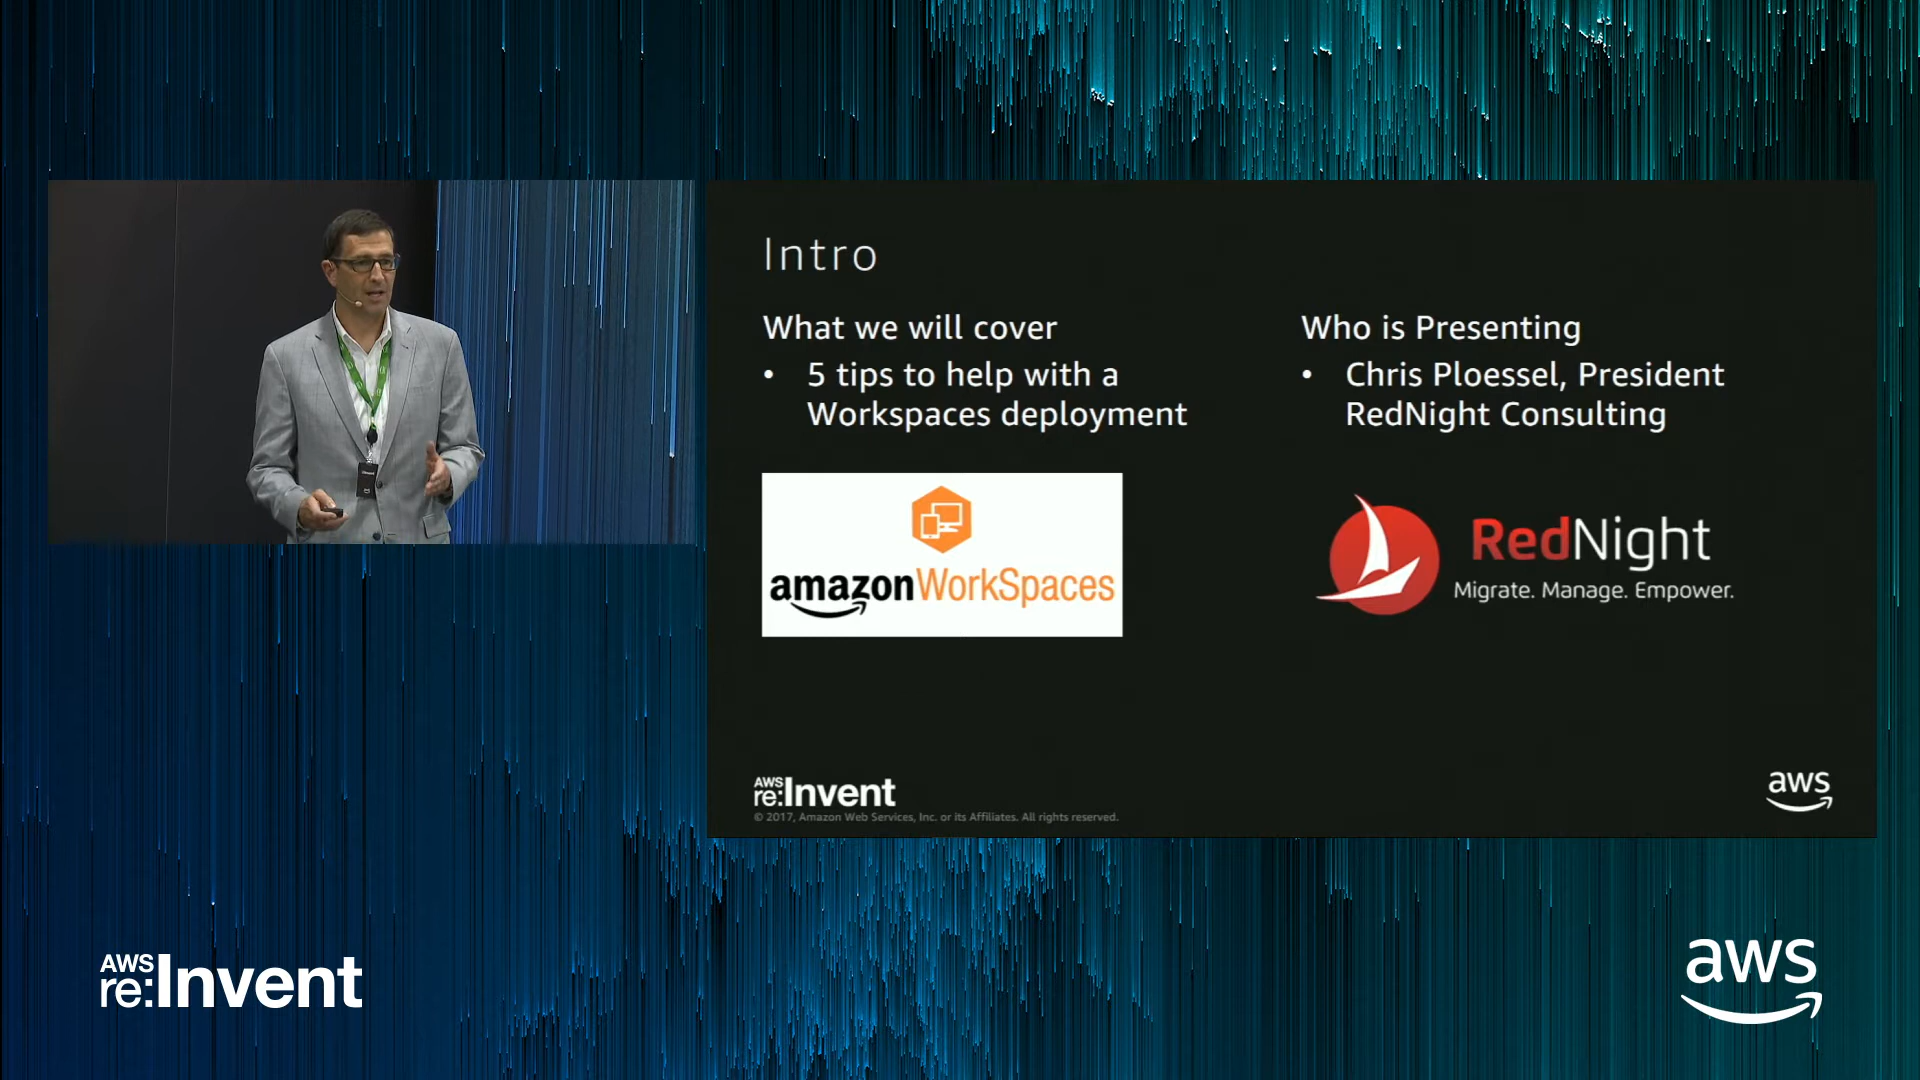 Intro
What we will cover
• 5 tips to help with a
Workspaces deployment
amazon WorkSpaces
Who is Presenting
• Chris Ploessel, President
RedNight Consulting
RedNight
Migrate. Manage. Empower.
AWS
re:Invent
© 2017, Amazon Web Services, Inc. or its Affiliates. All rights reserved.
aws
AWS
re:Invent
aws